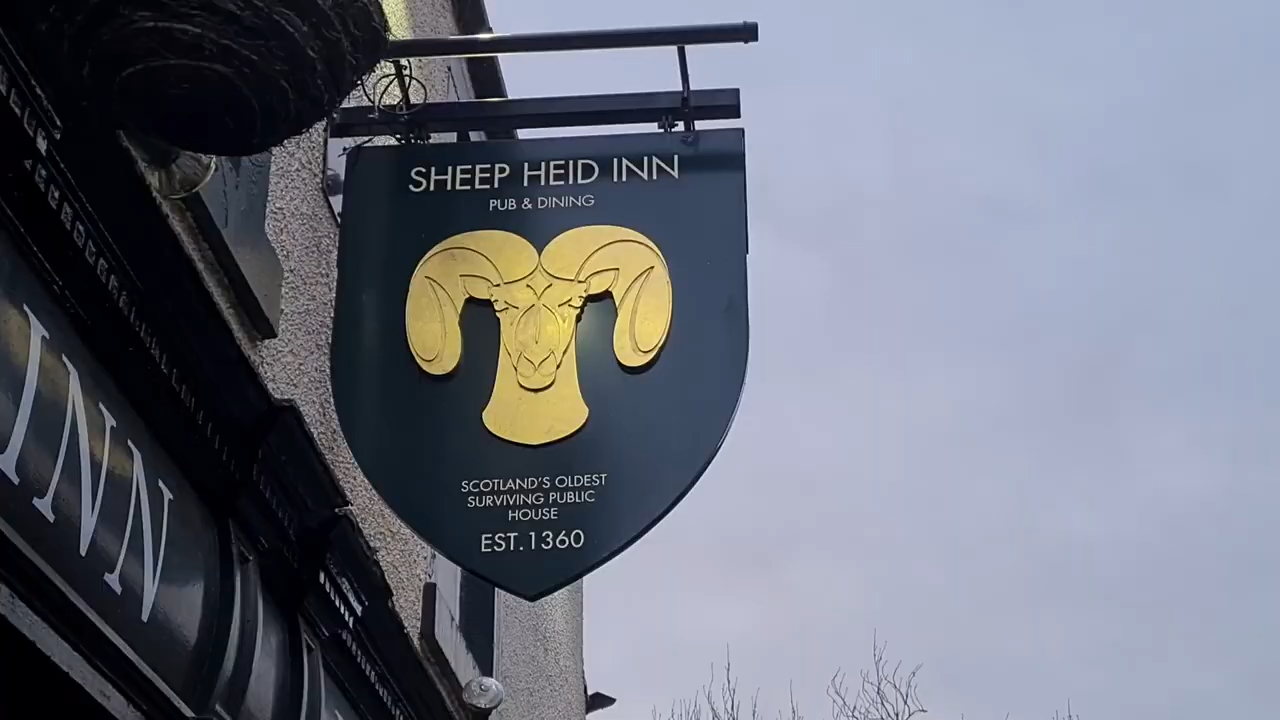 SHEEP HEID INN
PUB & DINING
SCOTLAND'S OLDEST
SURVIVING PUBLIC
HOUSE
EST.1360
INN